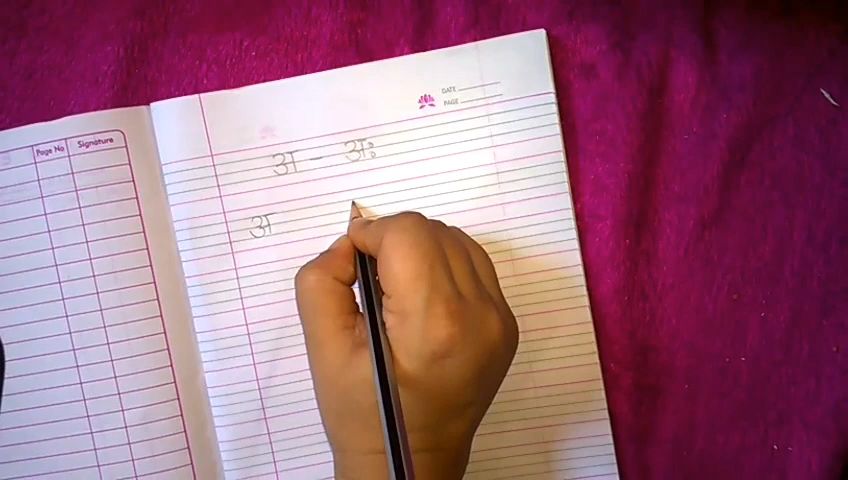 Page No Signature
DATE
PAGE
अ - अः
अ